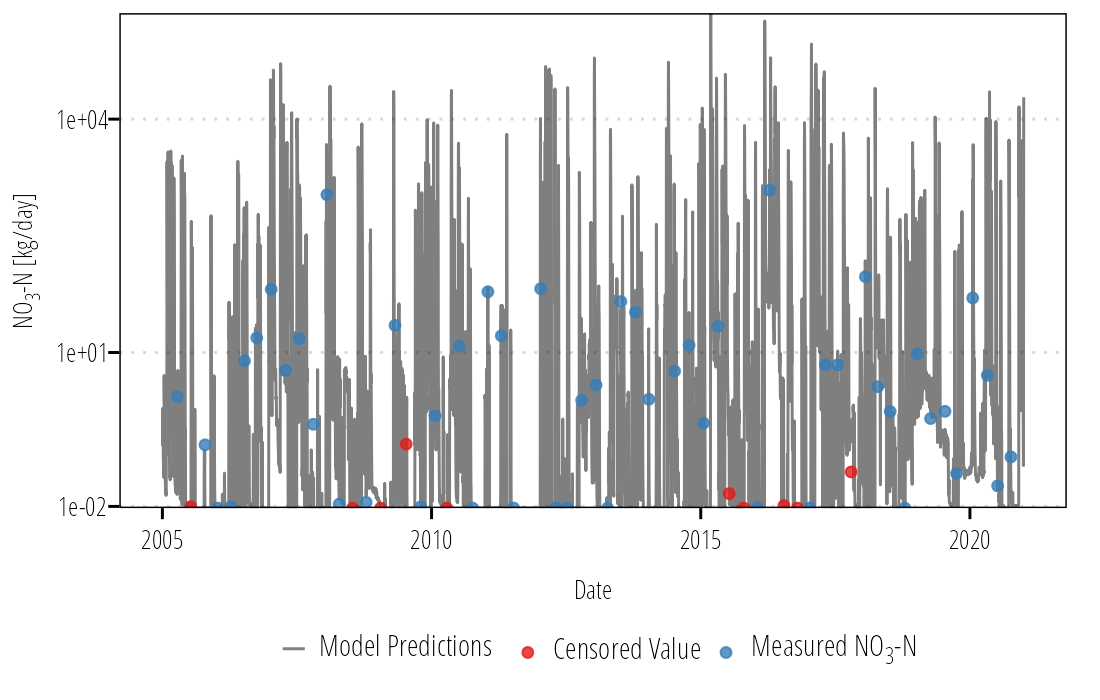 NO3-N [kg/day]
1e+04
1e+01
1e-02
2005 2010 2015 2020
Date
Model Predictions Censored Value Measured NO3-N